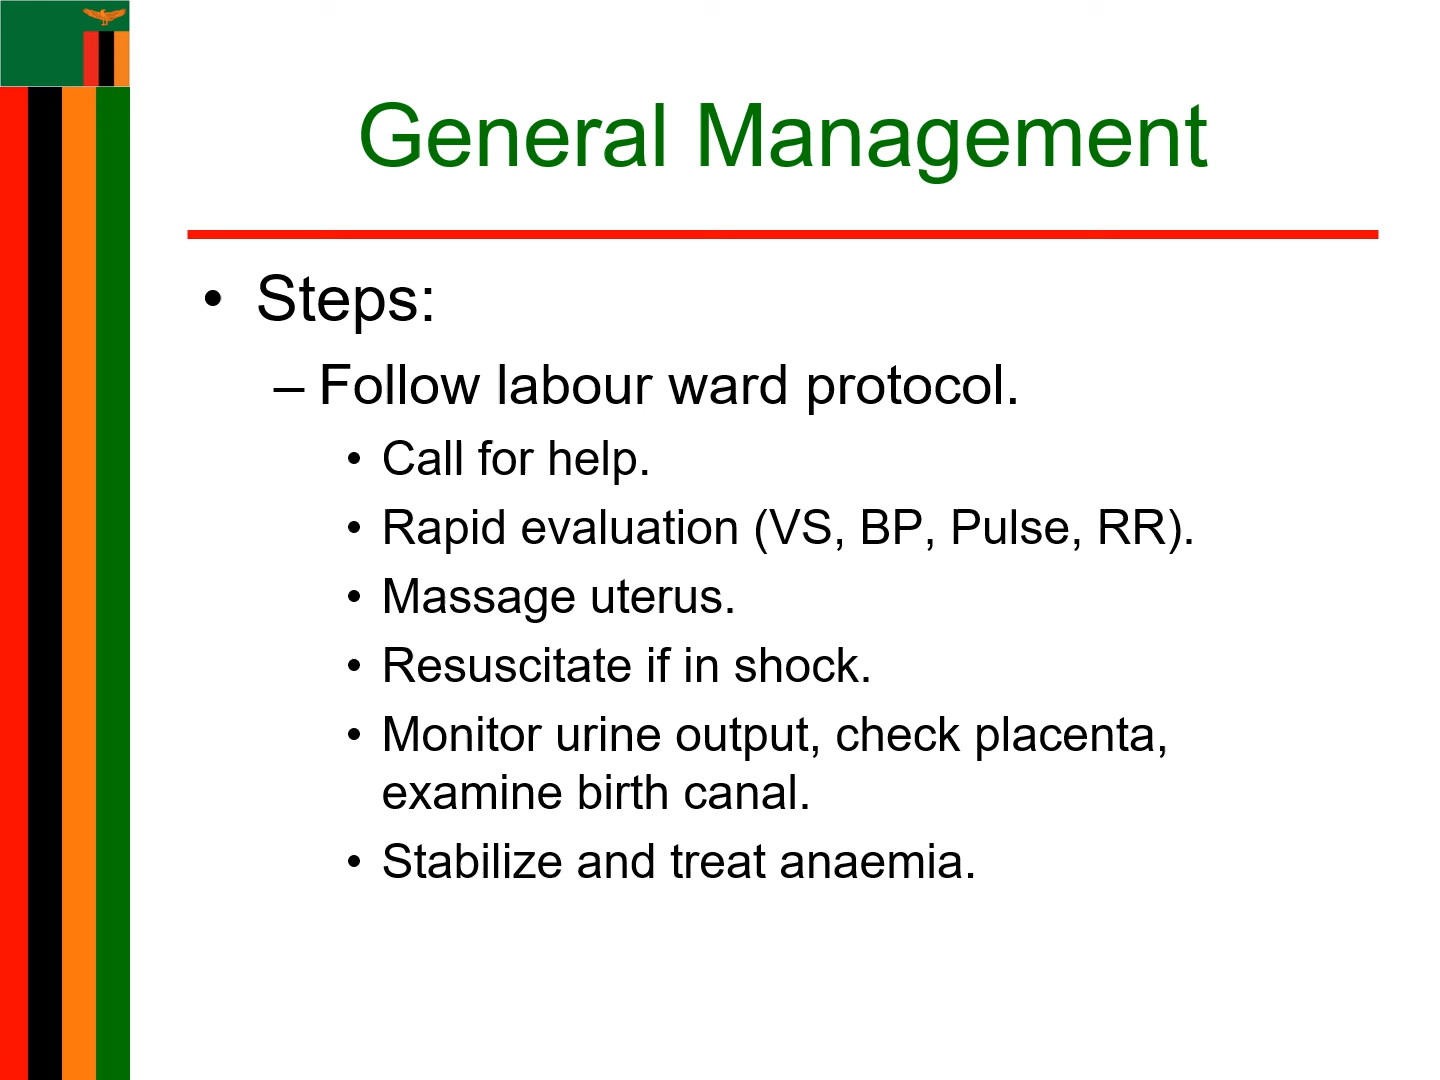 General Management
• Steps:
– Follow labour ward protocol.
• Call for help.
• Rapid evaluation (VS, BP, Pulse, RR).
• Massage uterus.
• Resuscitate if in shock.
• Monitor urine output, check placenta,
examine birth canal.
• Stabilize and treat anaemia.